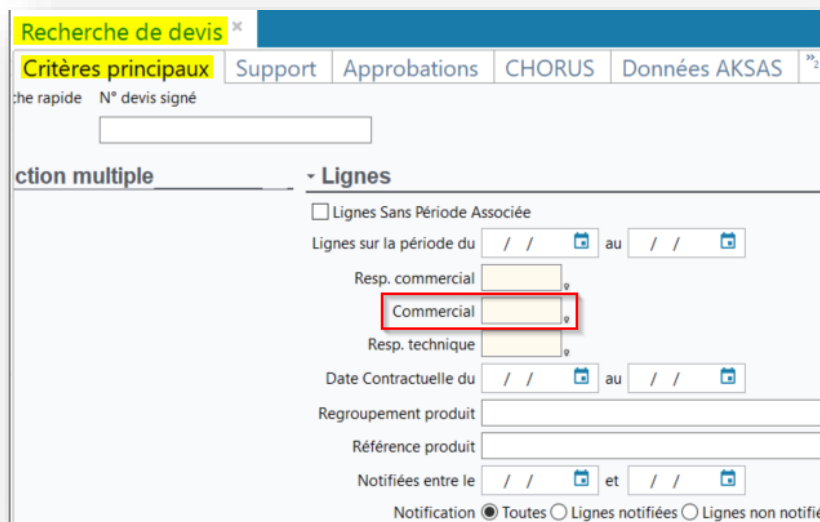 Recherche de devis ×
Critères principaux Support Approbations CHORUS Données AKSAS »2
che rapide N° devis signé
ction multiple
Lignes
Lignes Sans Période Associée
Lignes sur la période du / / au / /
Resp. commercial
Commercial
Resp. technique
Date Contractuelle du / / au / /
Regroupement produit
Référence produit
Notifiées entre le / / et / /
Notification Toutes Lignes notifiées Lignes non notifié